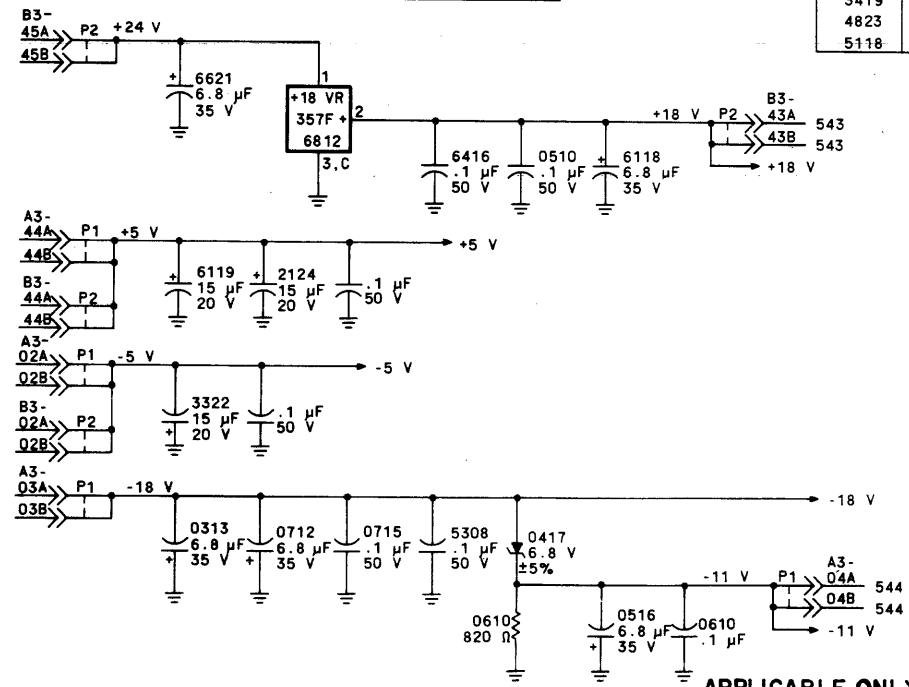 3419
4823
5118
B3-
45A P2 +24 V
45B
+ 6621
6.8 µF
35 V
1
+18 VR
357F + 2
6812
3,C
6416
.1 µF
50 V
0510
.1 µF
50 V
+ 6118
6.8 µF
35 V
+18 V P2 B3-
43A 543
43B 543
+18 V
A3-
44A P1 +5 V
44B
B3-
44A P2
44B
+5 V
+ 6119
15 µF
20 V
+ 2124
15 µF
20 V
.1 µF
50 V
A3-
02A P1 -5 V
02B
B3-
02A P2
02B
-5 V
3322
15 µF
+ 20 V
.1 µF
50 V
A3-
03A P1 -18 V
03B
-18 V
0313
6.8 µF
+ 35 V
0712
6.8 µF
+ 35 V
0715
.1 µF
50 V
5308
.1 µF
50 V
0417
6.8 V
±5%
0610
820 Ω
0516
6.8 µF
+ 35 V
0610
.1 µF
-11 V P1 A3-
04A 544
04B 544
-11 V
APPLICABLE ONLY